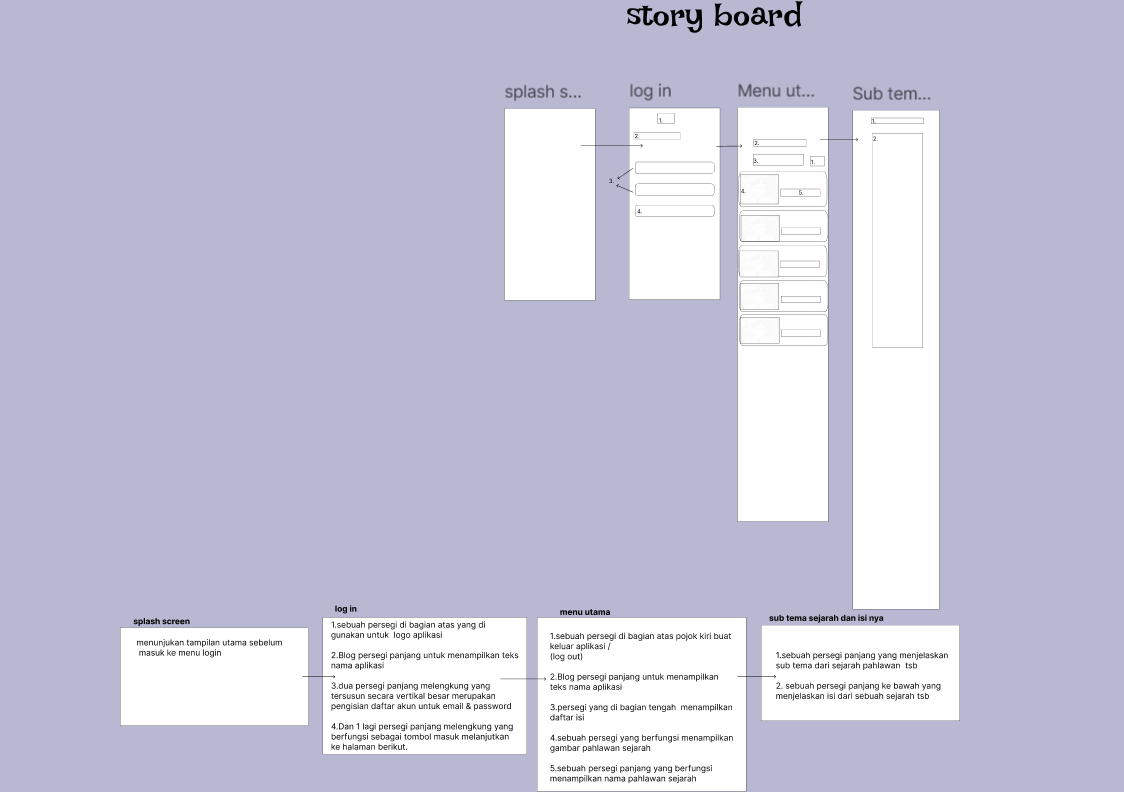 story board
splash s...
log in
Menu ut...
Sub tem...
1.
2.
3.
4.
2.
3.
1.
4.
5.
1.
2.
splash screen
menunjukan tampilan utama sebelum
masuk ke menu login
log in
1.sebuah persegi di bagian atas yang di
gunakan untuk logo aplikasi
2.Blog persegi panjang untuk menampilkan teks
nama aplikasi
3.dua persegi panjang melengkung yang
tersusun secara vertikal besar merupakan
pengisian daftar akun untuk email & password
4.Dan 1 lagi persegi panjang melengkung yang
berfungsi sebagai tombol masuk melanjutkan
ke halaman berikut.
menu utama
1.sebuah persegi di bagian atas pojok kiri buat
keluar aplikasi /
(log out)
2.Blog persegi panjang untuk menampilkan
teks nama aplikasi
3.persegi yang di bagian tengah menampilkan
daftar isi
4.sebuah persegi yang berfungsi menampilkan
gambar pahlawan sejarah
5.sebuah persegi panjang yang berfungsi
menampilkan nama pahlawan sejarah
sub tema sejarah dan isi nya
1.sebuah persegi panjang yang menjelaskan
sub tema dari sejarah pahlawan tsb
2. sebuah persegi panjang ke bawah yang
menjelaskan isi dari sebuah sejarah tsb